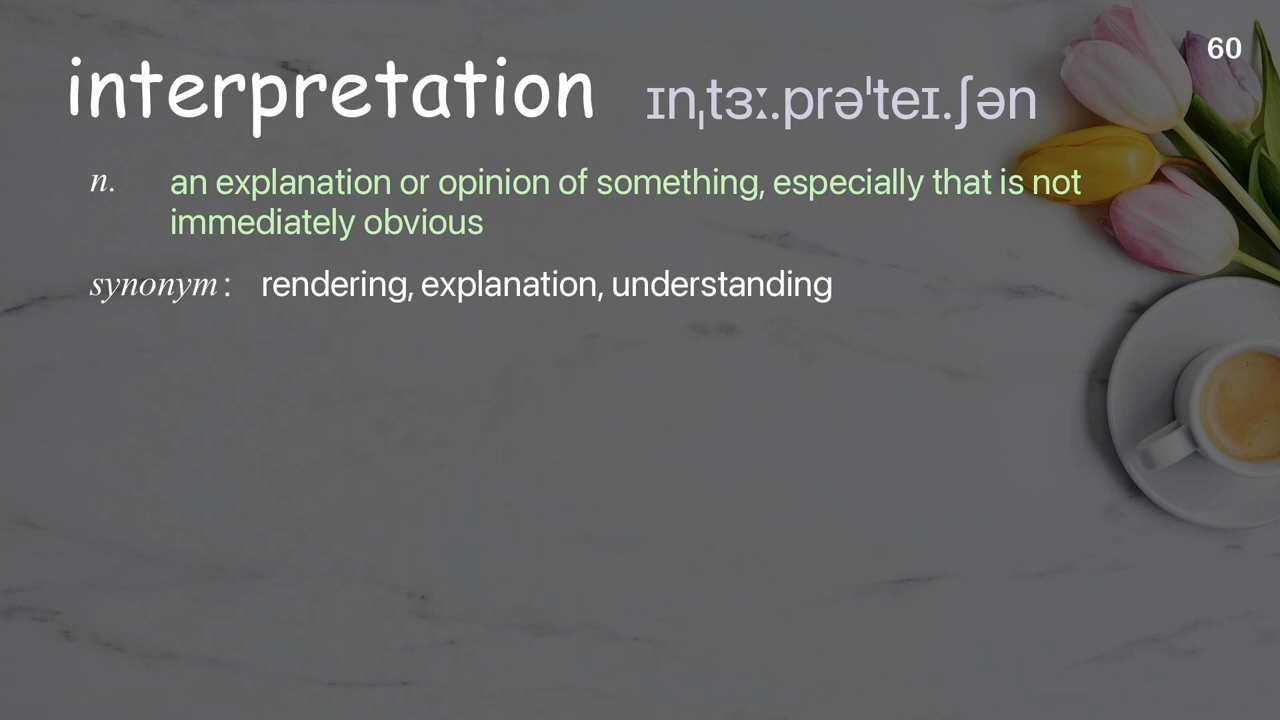 60
interpretation ɪnˌtɜː.prəˈteɪ.ʃən
n. an explanation or opinion of something, especially that is not
immediately obvious
synonym : rendering, explanation, understanding